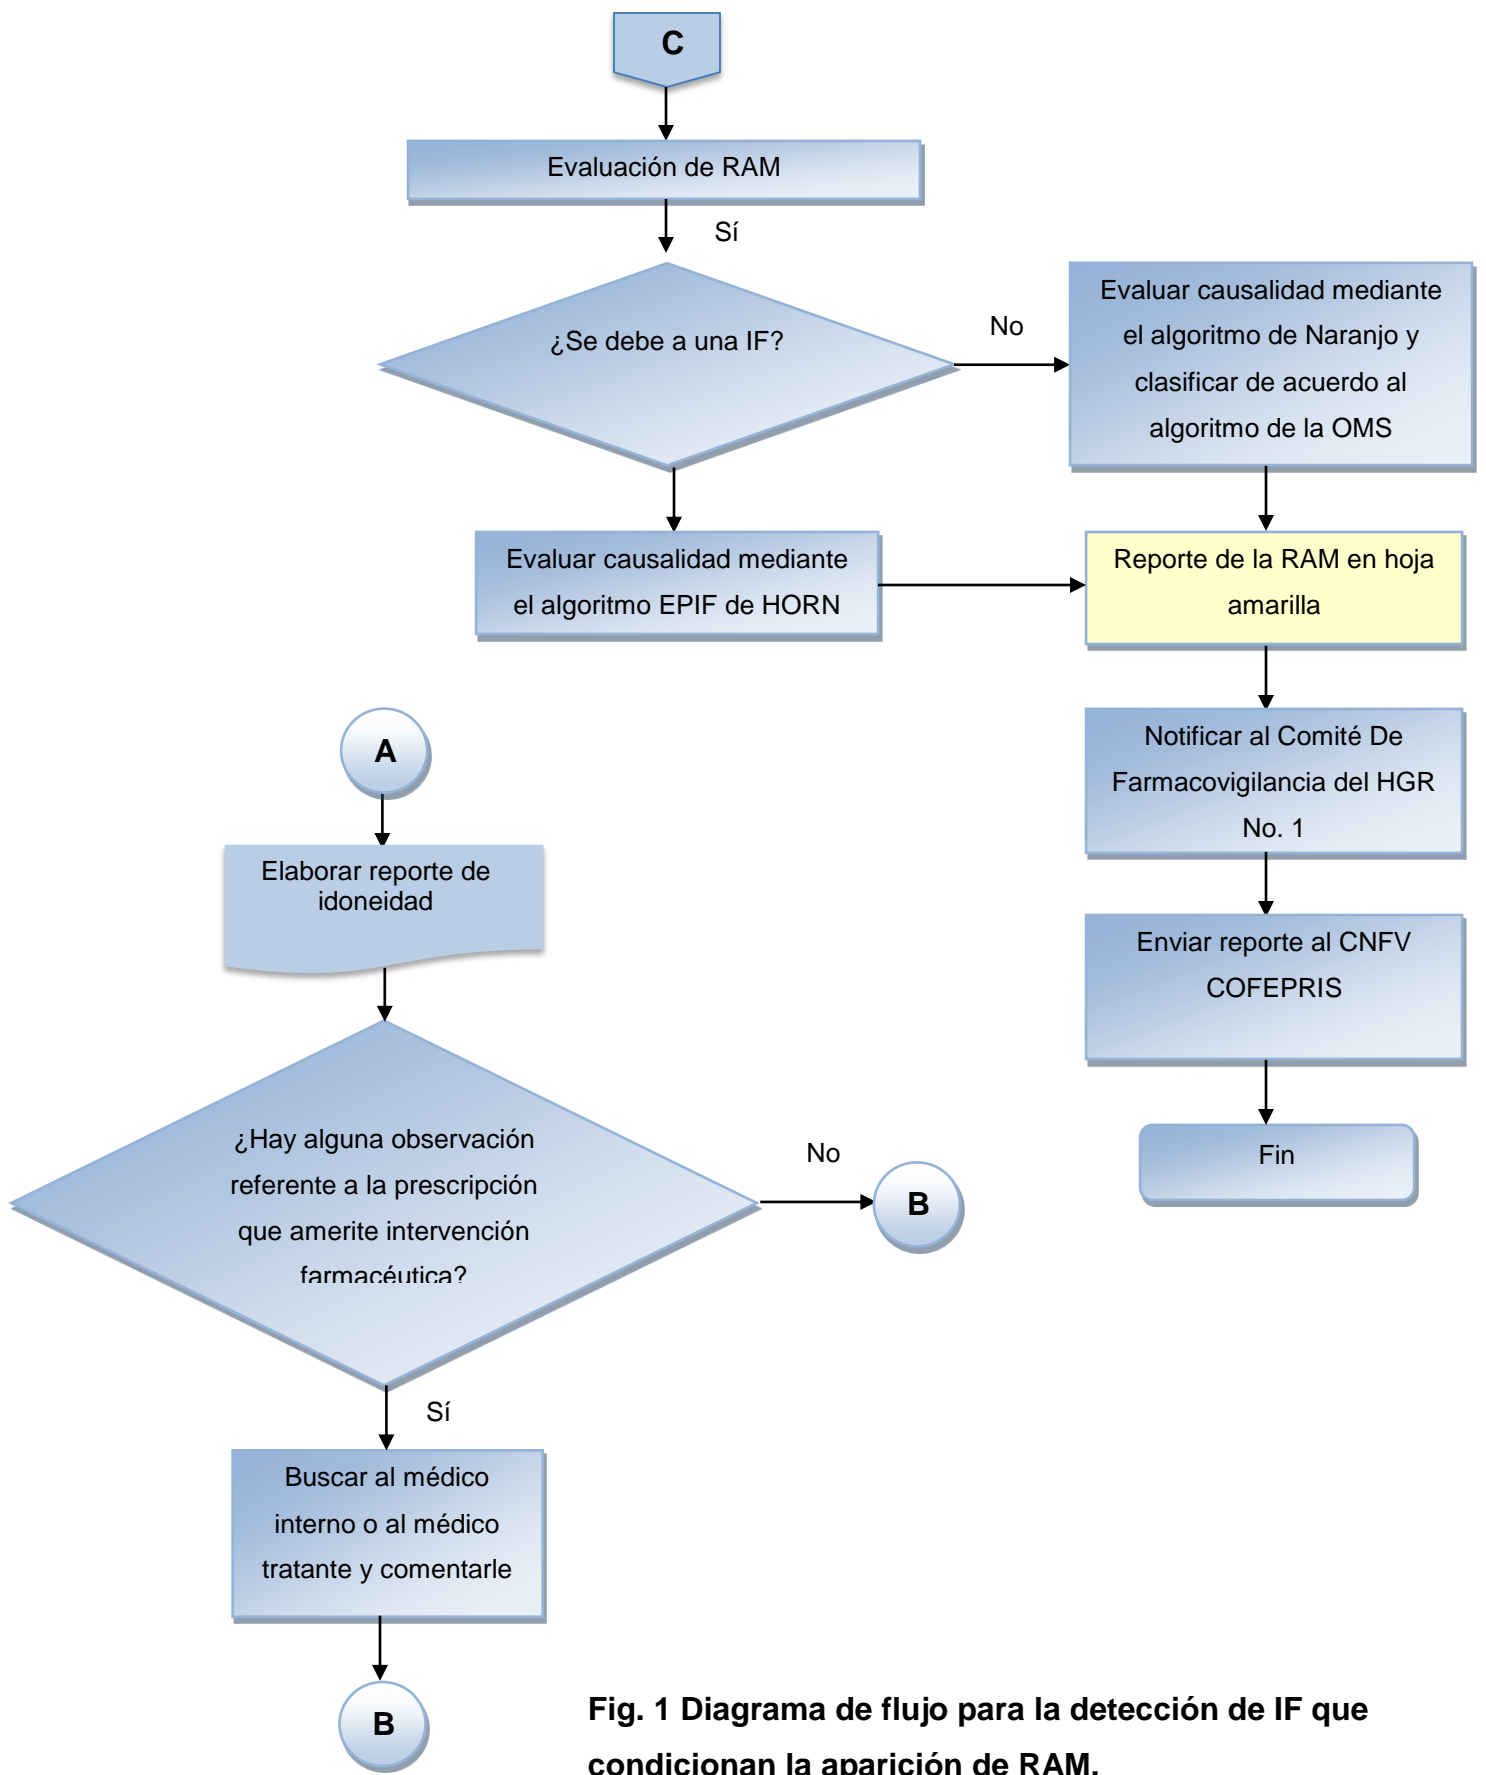 C
Evaluación de RAM
Sí
¿Se debe a una IF?
No
Evaluar causalidad mediante
el algoritmo de Naranjo y
clasificar de acuerdo al
algoritmo de la OMS
Evaluar causalidad mediante
el algoritmo EPIF de HORN
Reporte de la RAM en hoja
amarilla
Notificar al Comité De
Farmacovigilancia del HGR
No. 1
Enviar reporte al CNFV
COFEPRIS
Fin
A
Elaborar reporte de
idoneidad
¿Hay alguna observación
referente a la prescripción
que amerite intervención
farmacéutica?
No
B
Sí
Buscar al médico
interno o al médico
tratante y comentarle
B
Fig. 1 Diagrama de flujo para la detección de IF que
condicionan la aparición de RAM.